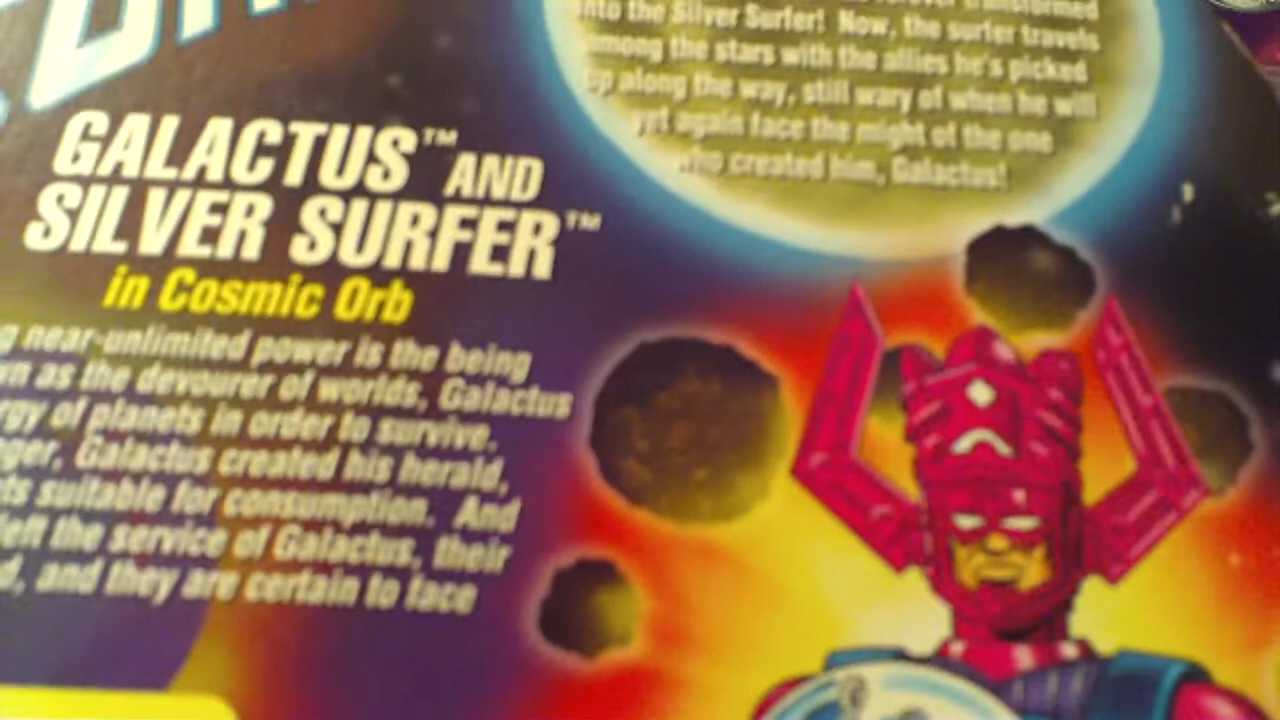 into the Silver Surfer! Now, the surfer travels
among the stars with the allies he's picked
up along the way, still wary of when he will
yet again face the might of the one
who created him, Galactus!
GALACTUS™ AND
SILVER SURFER™
in Cosmic Orb
near-unlimited power is the being
as the devourer of worlds, Galactus
of planets in order to survive.
Galactus created his herald,
suitable for consumption. And
left the service of Galactus, their
and they are certain to face